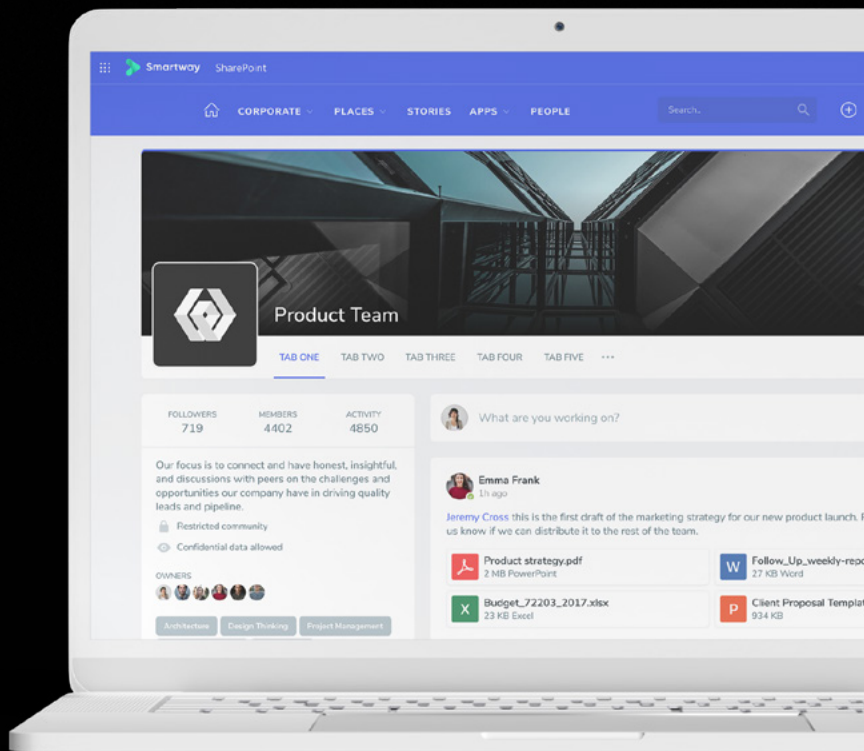 Smartway SharePoint
CORPORATE PLACES STORIES APPS PEOPLE Search..
Product Team
TAB ONE TAB TWO TAB THREE TAB FOUR TAB FIVE
FOLLOWERS MEMBERS ACTIVITY
719 4402 4850
What are you working on?
Our focus is to connect and have honest, insightful,
and discussions with peers on the challenges and
opportunities our company have in driving quality
leads and pipeline.
Restricted community
Confidential data allowed
OWNERS
Architecture Design Thinking Project Management
Emma Frank
1h ago
Jeremy Cross this is the first draft of the marketing strategy for our new product launch.
us know if we can distribute it to the rest of the team.
Product strategy.pdf
2 MB PowerPoint
W Follow_Up_weekly-repo
27 KB Word
X Budget_72203_2017.xlsx
23 KB Excel
P Client Proposal Templat
934 KB